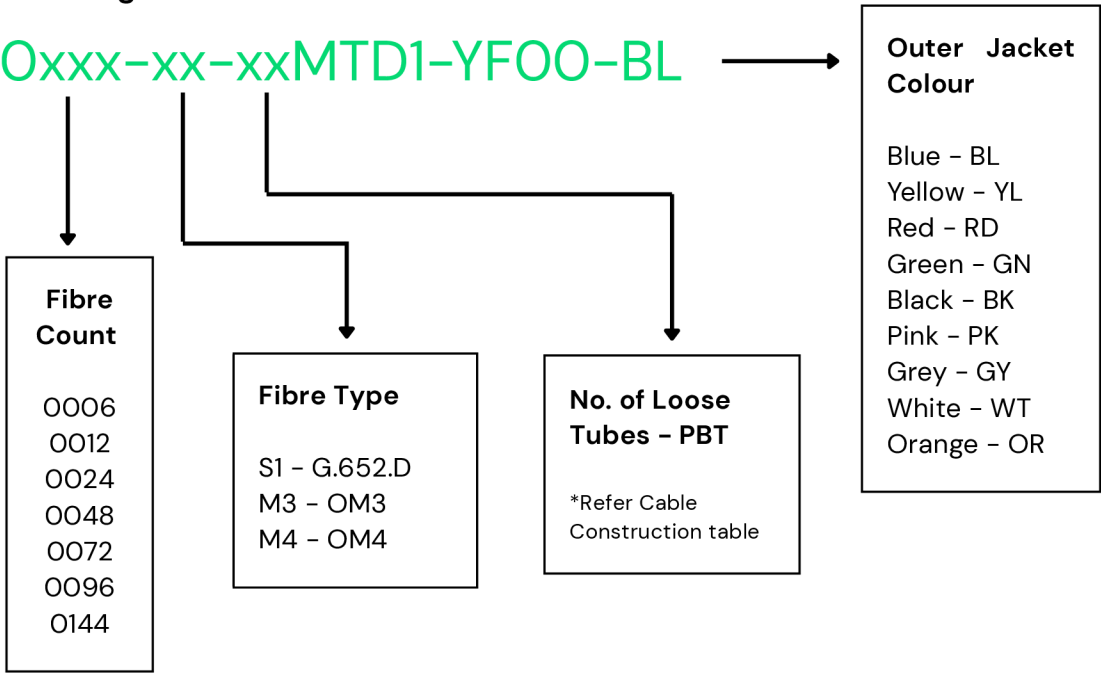 0xxx-xx-xxMTD1-YF00-BL
Outer Jacket
Colour
Blue - BL
Yellow - YL
Red - RD
Green - GN
Black - BK
Pink - PK
Grey - GY
White - WT
Orange - OR
Fibre
Count
0006
0012
0024
0048
0072
0096
0144
Fibre Type
S1 - G.652.D
M3 - OM3
M4 - OM4
No. of Loose
Tubes - PBT
*Refer Cable
Construction table